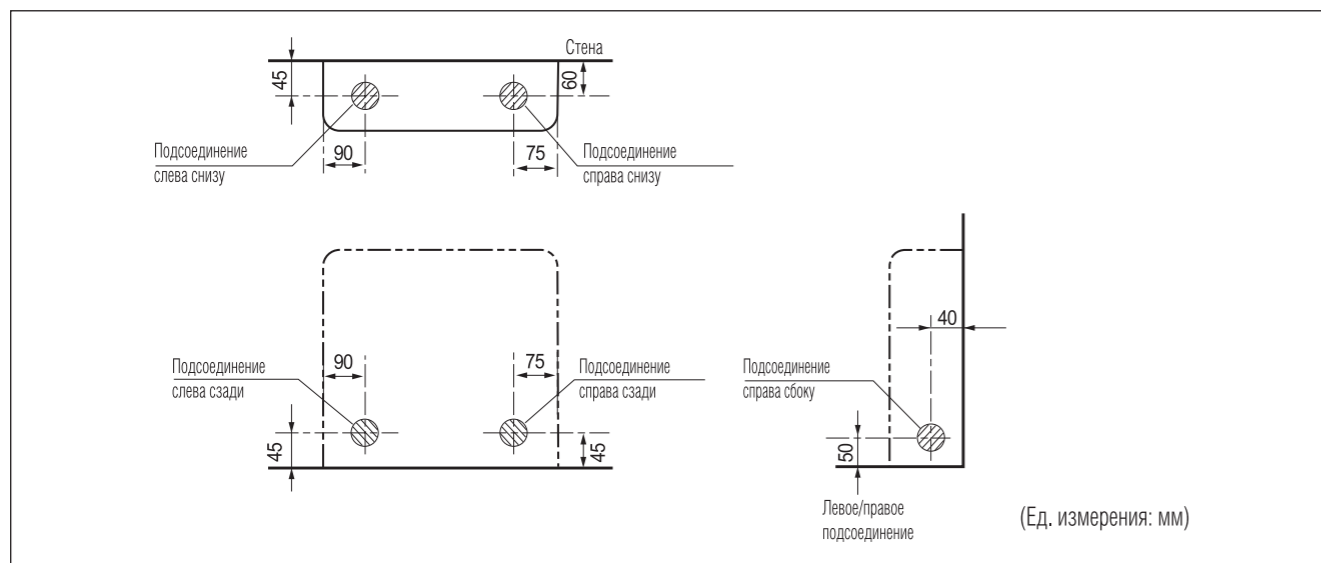 Стена
45
60
Подсоединение
слева снизу
90
75
Подсоединение
справа снизу
90
75
40
Подсоединение
слева сзади
Подсоединение
справа сзади
Подсоединение
справа сбоку
45
45
50
Левое/правое
подсоединение
(Ед. измерения: мм)